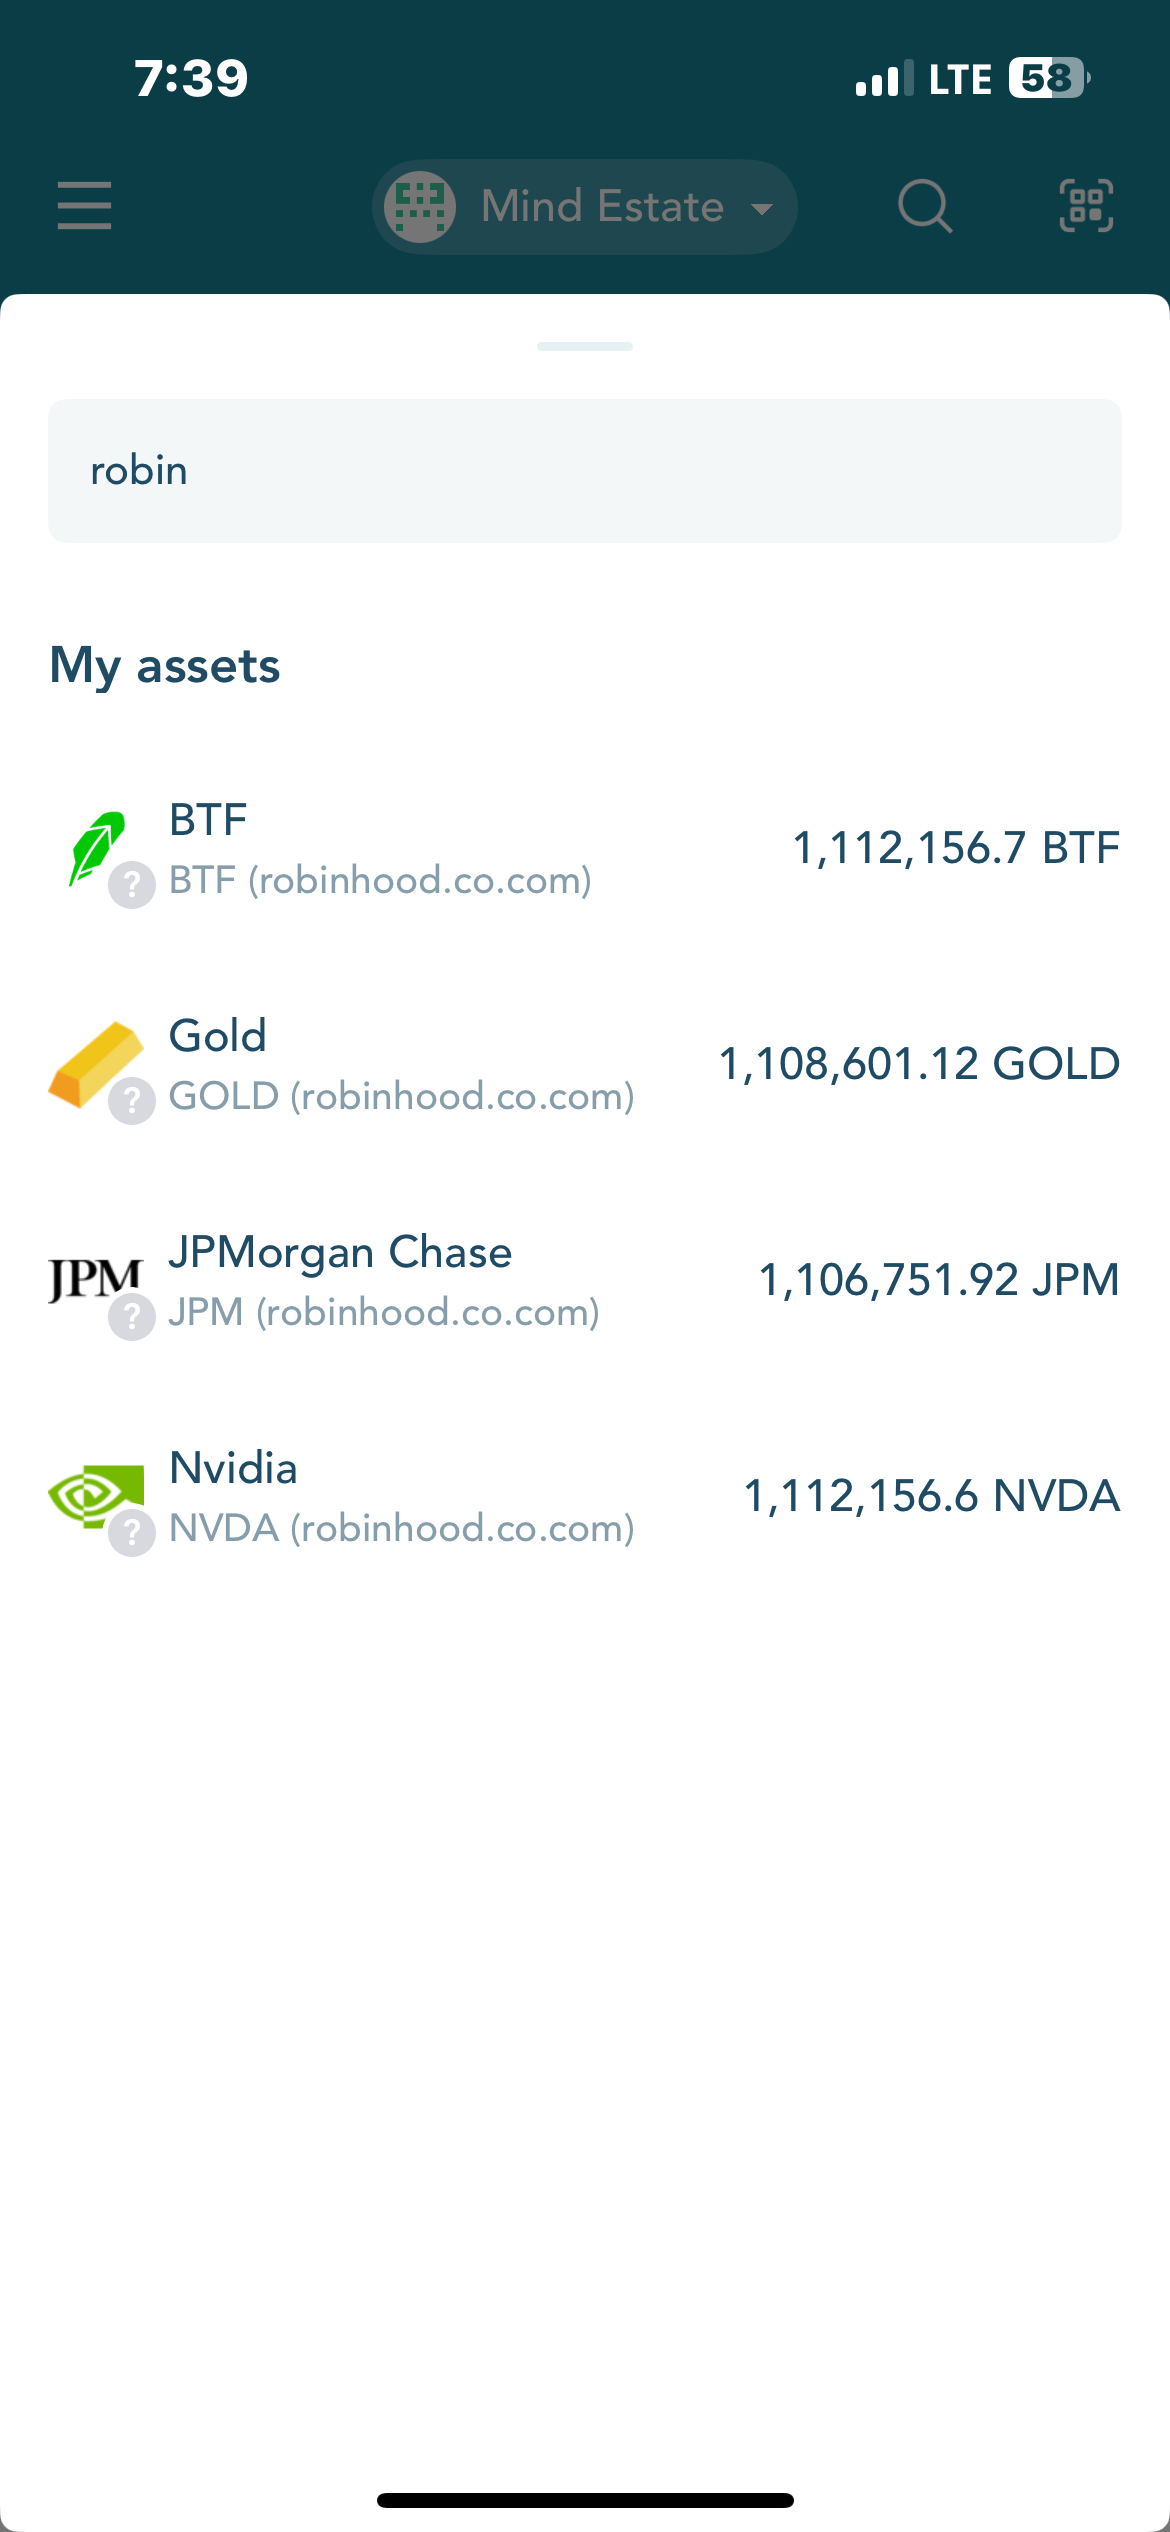 7:39
LTE 58
Mind Estate
robin
My assets
BTF
BTF (robinhood.co.com)
1,112,156.7 BTF
?
Gold
GOLD (robinhood.co.com)
1,108,601.12 GOLD
?
JPM
JPMorgan Chase
JPM (robinhood.co.com)
1,106,751.92 JPM
?
Nvidia
NVDA (robinhood.co.com)
1,112,156.6 NVDA
?